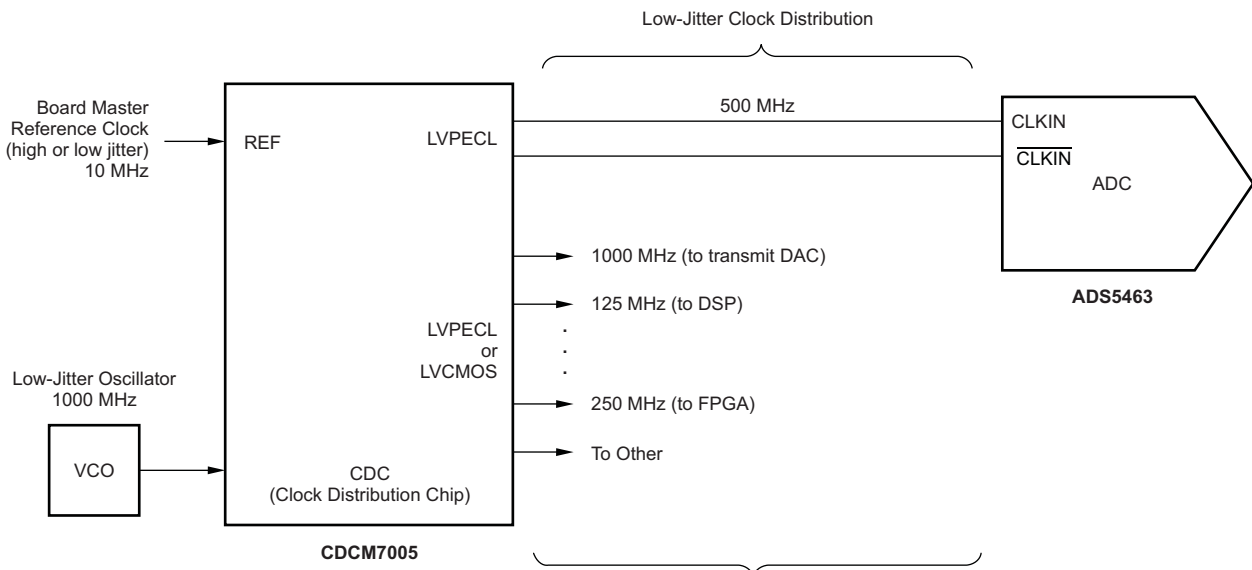 Low-Jitter Clock Distribution
Board Master
Reference Clock
(high or low jitter)
10 MHz
REF
LVPECL
500 MHz
CLKIN
CLKIN
ADC
ADS5463
1000 MHz (to transmit DAC)
125 MHz (to DSP)
LVPECL
or
LVCMOS
.
.
.
250 MHz (to FPGA)
To Other
Low-Jitter Oscillator
1000 MHz
VCO
CDC
(Clock Distribution Chip)
CDCM7005